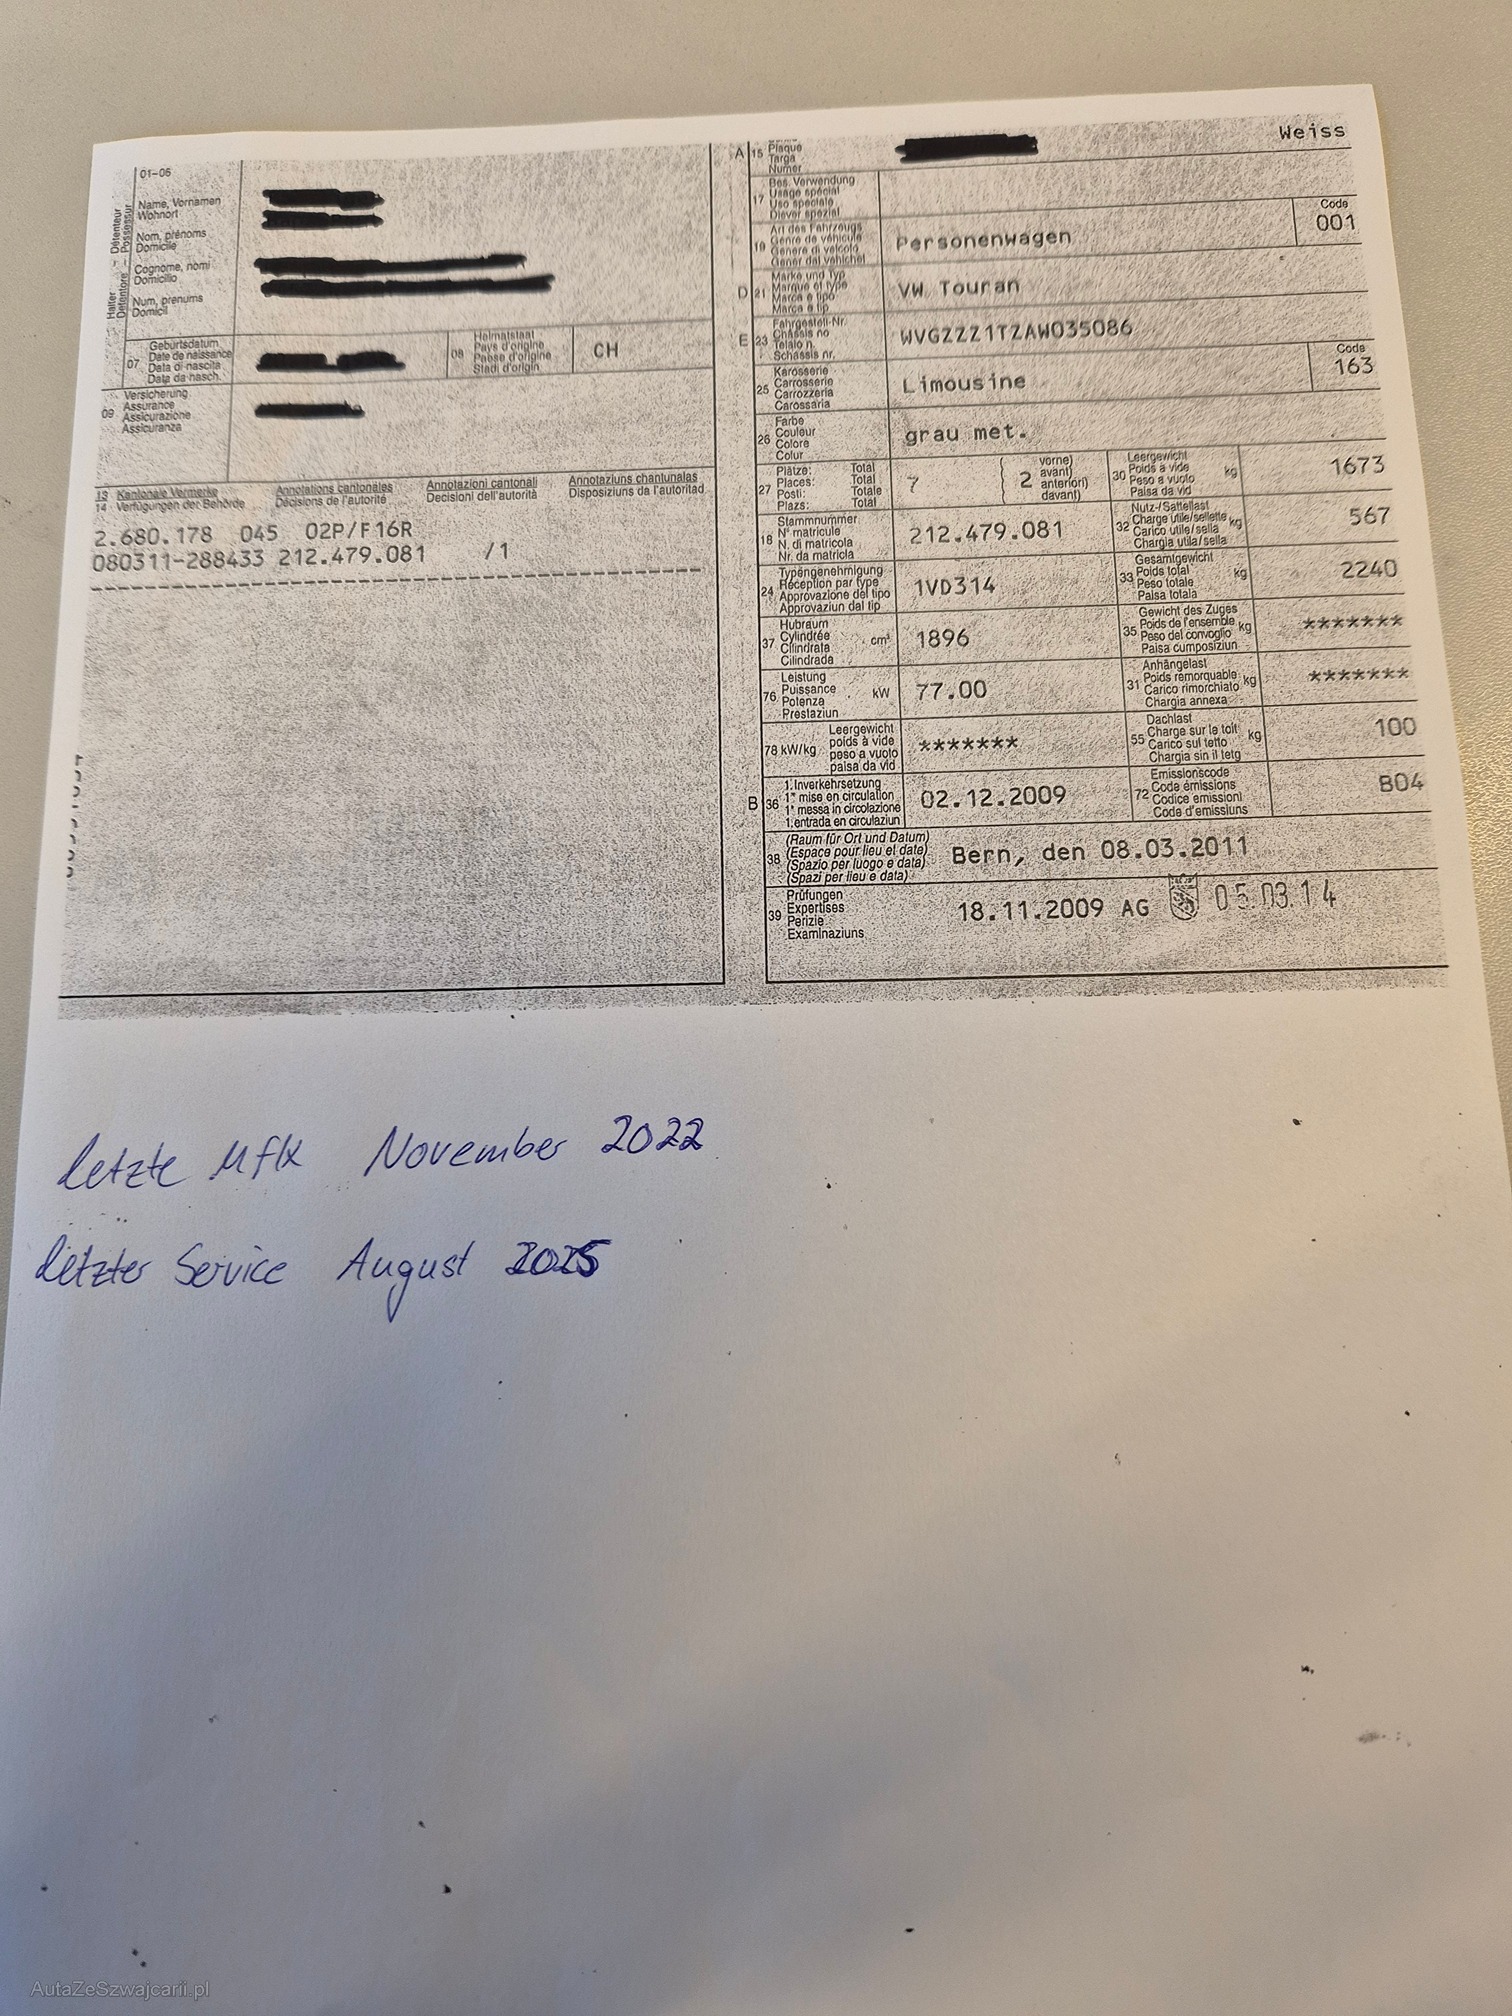 01-06
Halter Détenteur
Detentore Possessur
Name, Vornamen
Wohnort
Nom, prénoms
Domicile
Cognome, nomi
Domicilio
Num, prenums
Domicil
07 Geburtsdatum
Date de naissance
Data di nascita
Data da nasch.
08 Heimatstaat
Pays d'origine
Paese d'origine
Stadi d'origin
CH
09 Versicherung
Assurance
Assicurazione
Assicuranza
13 Kantonale Vermerke Annotations cantonales Annotazioni cantonali Annotaziuns chantunalas
14 Verfügungen der Behörde Décisions de l'autorité Decisioni dell'autorità Disposiziuns da l'autoritad
2.680.178 045 02P/F16R
080311-288433 212.479.081 /1
A 15 Plaque
Targa
Numer
Weiss
17 Bes. Verwendung
Usage spécial
Uso speciale
Diever spezial
19 Art des Fahrzeugs
Genre de véhicule
Genere di veicolo
Gener dal vehichel
Personenwagen
Code
001
D 21 Marke und Typ
Marque et type
Marca e tipo
Marca e tip
VW Touran
E 23 Fahrgestell-Nr.
Châssis no
Telaio n.
Schassis nr.
WVGZZZ1TZAW035086
25 Karosserie
Carrosserie
Carrozzeria
Carossaria
Limousine
Code
163
26 Farbe
Couleur
Colore
Colur
grau met.
27 Plätze: Total
Places: Total
Posti: Totale
Plazs: Total
7
2
vorne)
avant)
anteriori)
davant)
30 Leergewicht
Poids à vide kg
Peso a vuoto
Paisa da vid
1673
18 Stammnummer
N° matricule
N. di matricola
Nr. da matricla
212.479.081
32 Nutz-/Sattellast
Charge utile/sellette kg
Carico utile/sella
Chargia utila/sella
567
24 Typengenehmigung
Réception par type
Approvazione del tipo
Approvaziun dal tip
1VD314
33 Gesamtgewicht
Poids total kg
Peso totale
Paisa totala
2240
37 Hubraum
Cylindrée cm³
Cilindrata
Cilindrada
1896
35 Gewicht des Zuges
Poids de l'ensemble kg
Peso del convoglio
Paisa cumposiziun
*******
76 Leistung
Puissance kW
Potenza
Prestaziun
77.00
31 Anhängelast
Poids remorquable kg
Carico rimorchiato
Chargia annexa
*******
78 kW/kg Leergewicht
poids à vide
peso a vuoto
paisa da vid
*******
55 Dachlast
Charge sur le toit kg
Carico sul tetto
Chargia sin il tetg
100
B 36 1. Inverkehrsetzung
1re mise en circulation
1a messa in circolazione
1. entrada en circulaziun
02.12.2009
72 Emissionscode
Code émissions
Codice emissioni
Code d'emissiuns
B04
38 (Raum für Ort und Datum)
(Espace pour lieu et date)
(Spazio per luogo e data)
(Spazi per lieu e data)
Bern, den 08.03.2011
39 Prüfungen
Expertises
Perizie
Examinaziuns
18.11.2009 AG 05.03.14
letzte Mfk November 2022
letzter Service August 2025
AutaZeSzwajcarii.pl